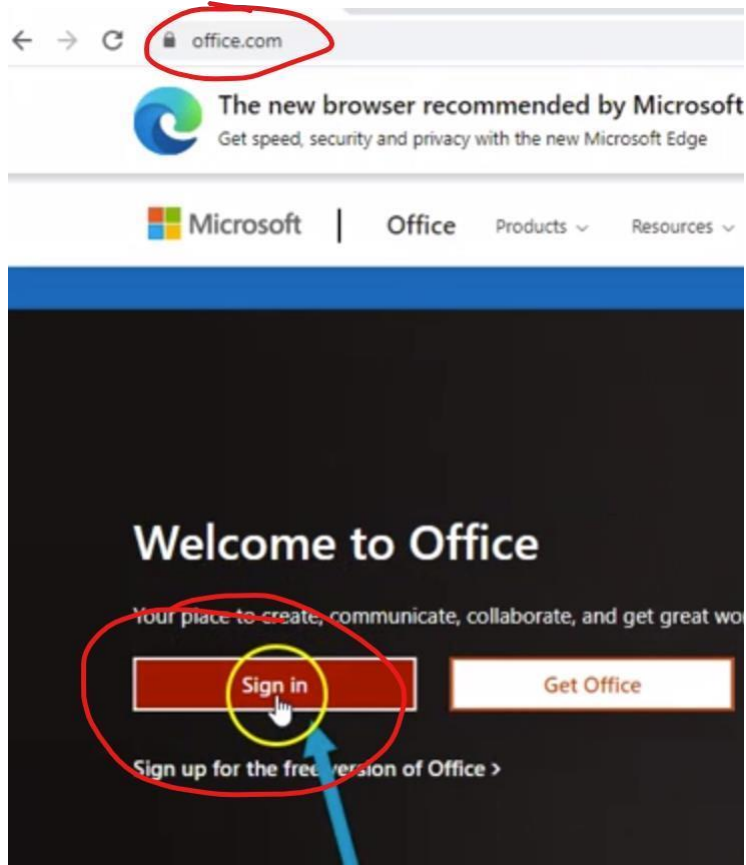 office.com
The new browser recommended by Microsoft
Get speed, security and privacy with the new Microsoft Edge
Microsoft | Office Products Resources
Welcome to Office
Your place to create, communicate, collaborate, and get great
Sign in Get Office
Sign up for the free version of Office >